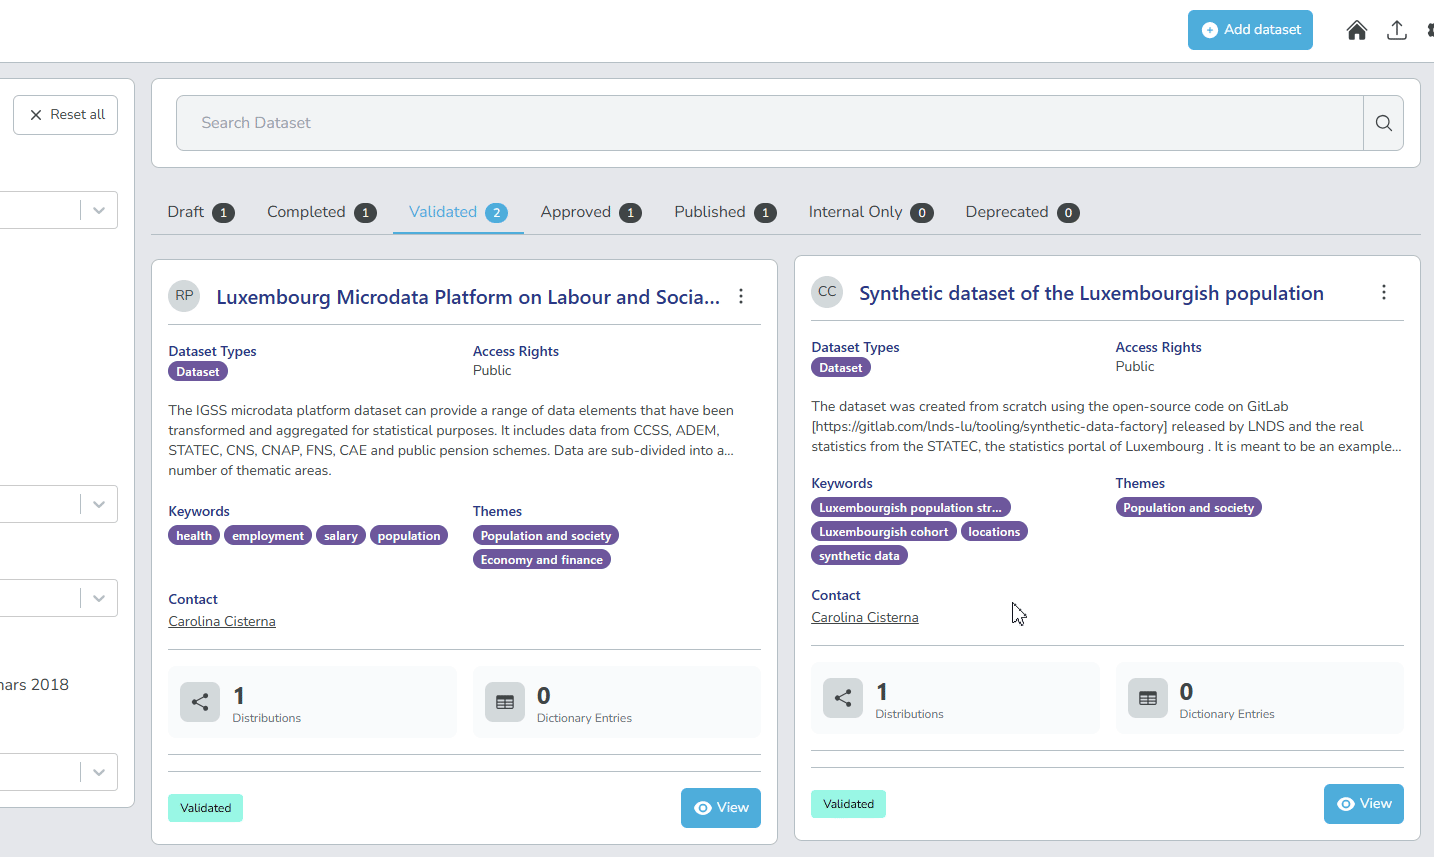 Add dataset
Reset all
Search Dataset
Draft 1 Completed 1 Validated 2 Approved 1 Published 1 Internal Only 0 Deprecated 0
RP Luxembourg Microdata Platform on Labour and Socia...
Dataset Types Access Rights
Dataset Public
The IGSS microdata platform dataset can provide a range of data elements that have been
transformed and aggregated for statistical purposes. It includes data from CCSS, ADEM,
STATEC, CNS, CNAP, FNS, CAE and public pension schemes. Data are sub-divided into a...
number of thematic areas.
Keywords Themes
health employment salary population Population and society
Economy and finance
Contact
Carolina Cisterna
1 0
Distributions Dictionary Entries
Validated View
CC Synthetic dataset of the Luxembourgish population
Dataset Types Access Rights
Dataset Public
The dataset was created from scratch using the open-source code on GitLab
[https://gitlab.com/lnds-lu/tooling/synthetic-data-factory] released by LNDS and the real
statistics from the STATEC, the statistics portal of Luxembourg . It is meant to be an example...
Keywords Themes
Luxembourgish population str... Population and society
Luxembourgish cohort locations
synthetic data
Contact
Carolina Cisterna
1 0
Distributions Dictionary Entries
Validated View
2018